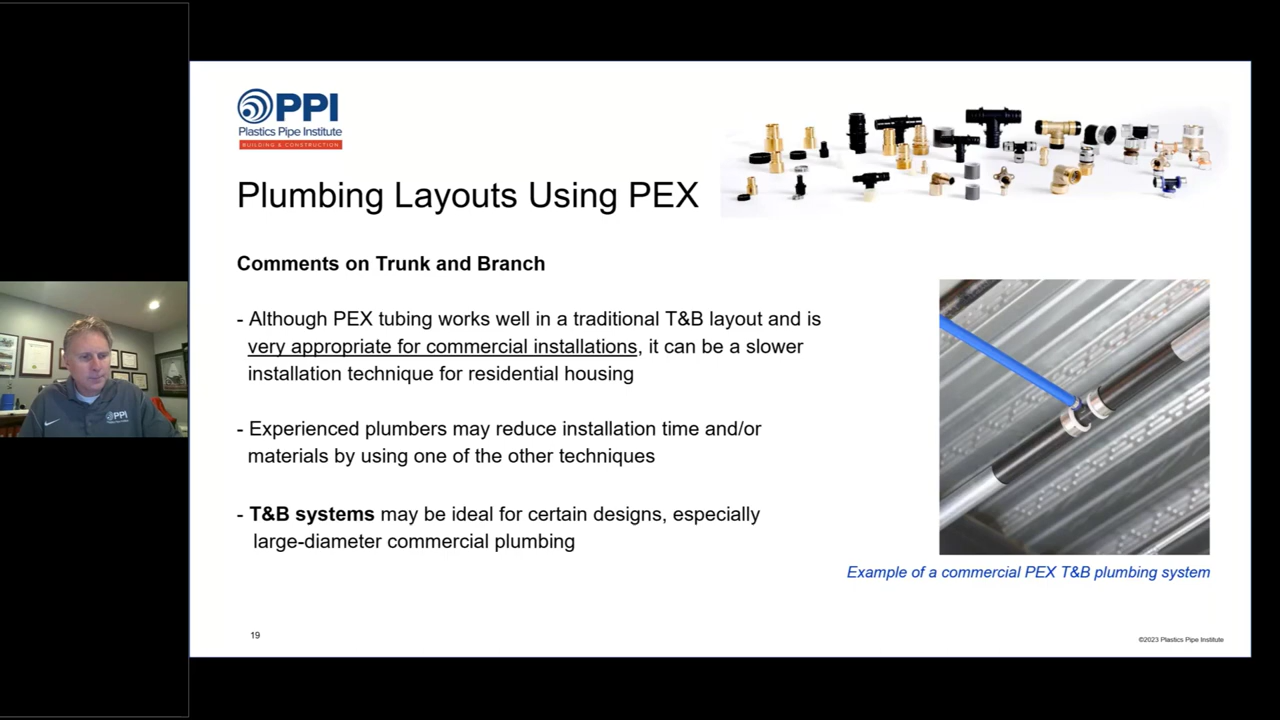 PPI
Plastics Pipe Institute
BUILDING & CONSTRUCTION
Plumbing Layouts Using PEX
Comments on Trunk and Branch
- Although PEX tubing works well in a traditional T&B layout and is
very appropriate for commercial installations, it can be a slower
installation technique for residential housing
- Experienced plumbers may reduce installation time and/or
materials by using one of the other techniques
- T&B systems may be ideal for certain designs, especially
large-diameter commercial plumbing
Example of a commercial PEX T&B plumbing system
19
©2023 Plastics Pipe Institute
PPI